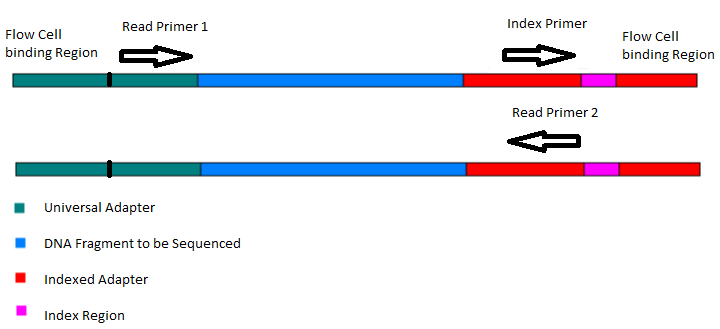 Flow Cell
binding Region
Read Primer 1
Index Primer
Flow Cell
binding Region
Read Primer 2
Universal Adapter
DNA Fragment to be Sequenced
Indexed Adapter
Index Region